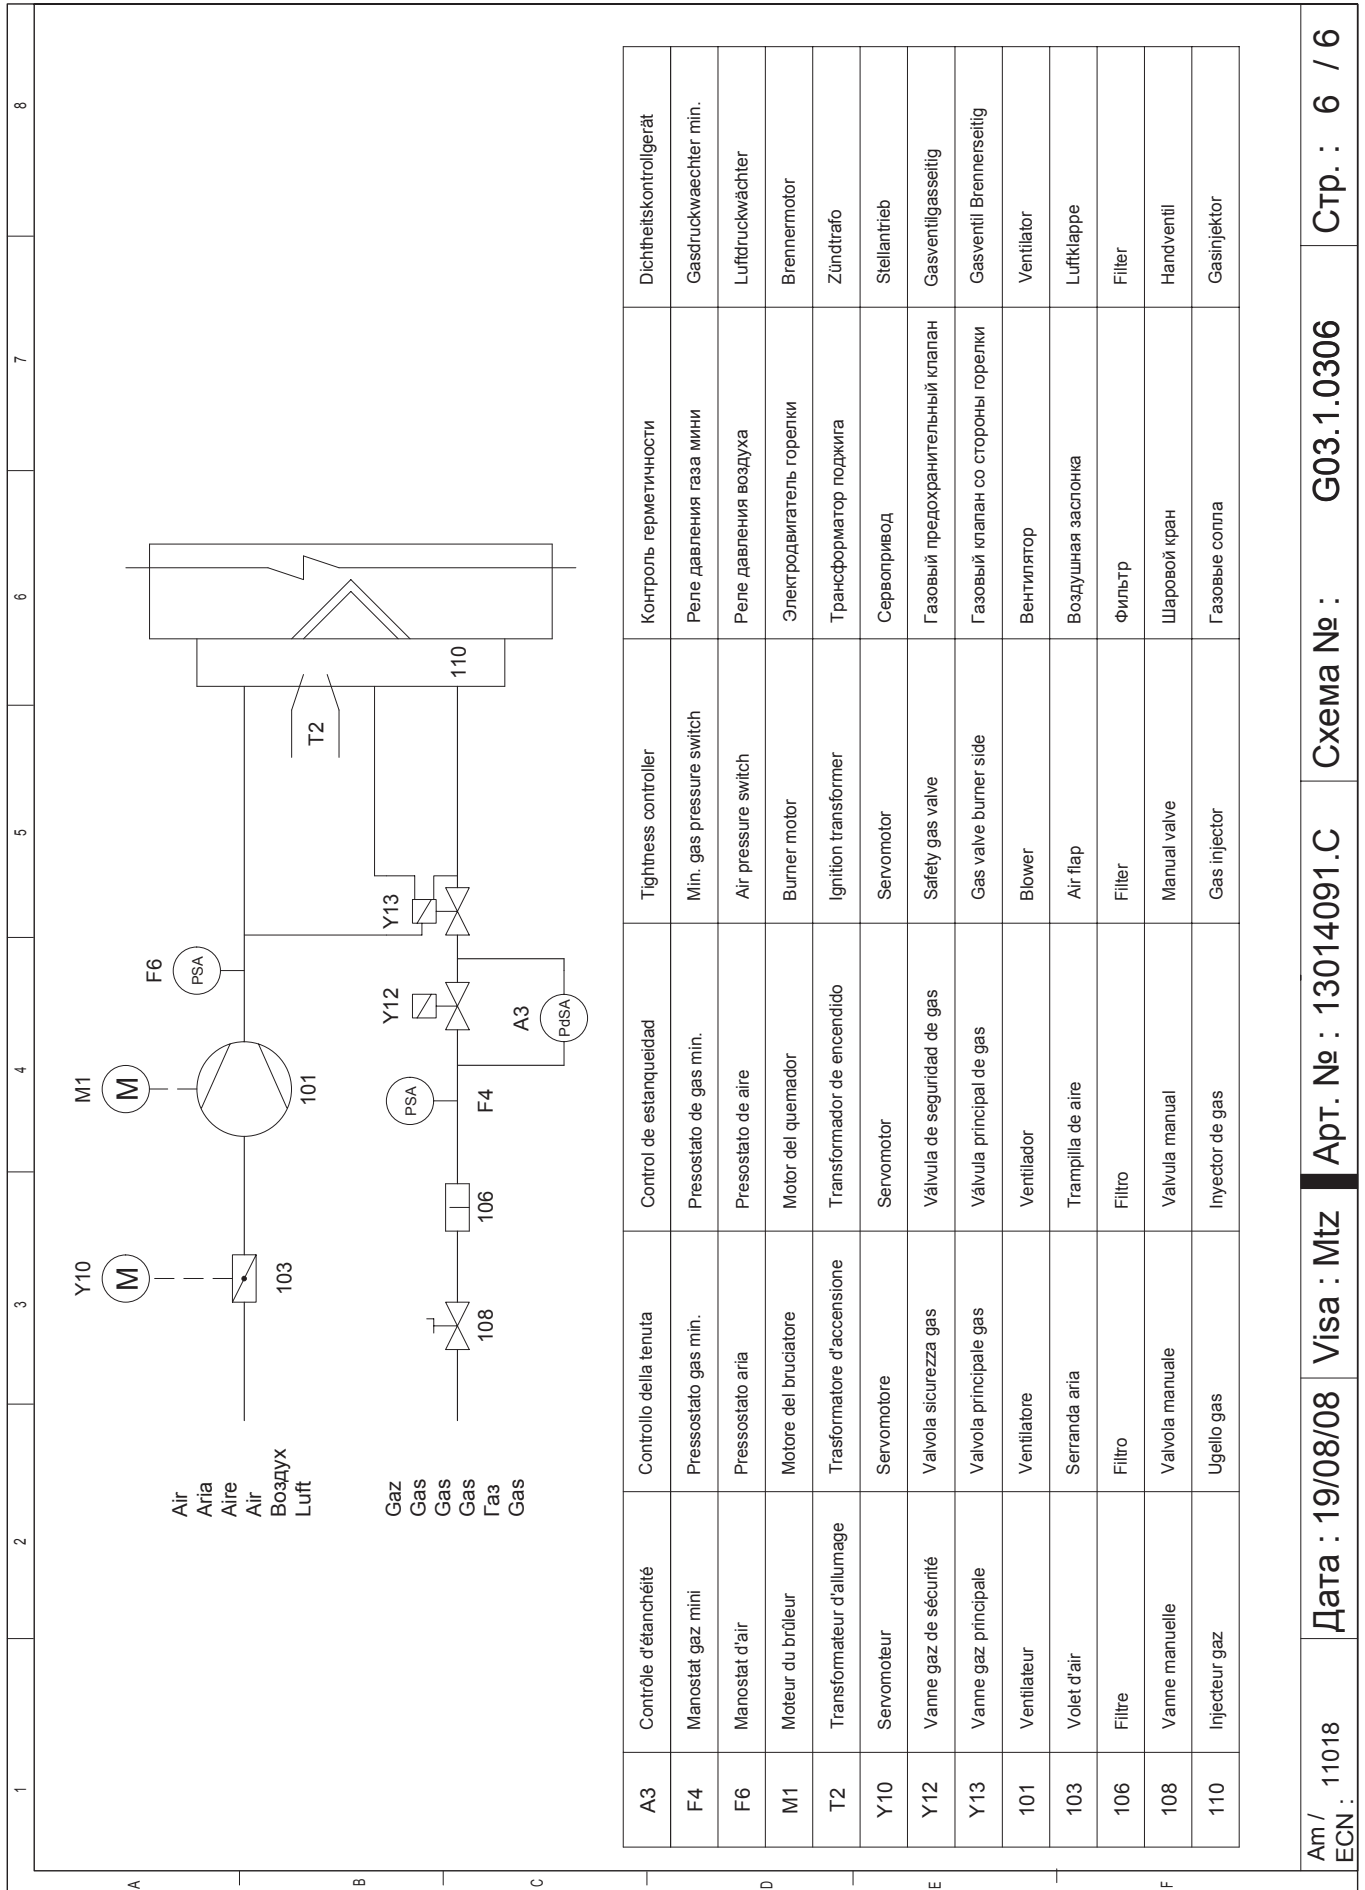 1 2 3 4 5 6 7 8
A
B
C
D
E
F
Y10
M
103
M1
M
101
F6
PSA
T2
110
Y13
Y12
A3
PdSA
PSA
F4
106
108
Air
Aria
Aire
Air
Воздух
Luft
Gaz
Gas
Gas
Gas
Газ
Gas
A3 Contrôle d'étanchéité Controllo della tenuta Control de estanqueidad Tightness controller Контроль герметичности Dichtheitskontrollgerät
F4 Manostat gaz mini Pressostato gas min. Presostato de gas min. Min. gas pressure switch Реле давления газа мини Gasdruckwaechter min.
F6 Manostat d'air Pressostato aria Presostato de aire Air pressure switch Реле давления воздуха Luftdruckwächter
M1 Moteur du brûleur Motore del bruciatore Motor del quemador Burner motor Электродвигатель горелки Brennermotor
T2 Transformateur d'allumage Trasformatore d'accensione Transformador de encendido Ignition transformer Трансформатор поджига Zündtrafo
Y10 Servomoteur Servomotore Servomotor Servomotor Сервопривод Stellantrieb
Y12 Vanne gaz de sécurité Valvola sicurezza gas Válvula de seguridad de gas Safety gas valve Газовый предохранительный клапан Gasventilgasseitig
Y13 Vanne gaz principale Valvola principale gas Válvula principal de gas Gas valve burner side Газовый клапан со стороны горелки Gasventil Brennerseitig
101 Ventilateur Ventilatore Ventilador Blower Вентилятор Ventilator
103 Volet d'air Serranda aria Trampilla de aire Air flap Воздушная заслонка Luftklappe
106 Filtre Filtro Filtro Filter Фильтр Filter
108 Vanne manuelle Valvola manuale Valvula manual Manual valve Шаровой кран Handventil
110 Injecteur gaz Ugello gas Inyector de gas Gas injector Газовые сопла Gasinjektor
Am / ECN : 11018 Дата : 19/08/08 Visa : Mtz Арт. № : 13014091.C Схема № : G03.1.0306 Стр. : 6 / 6